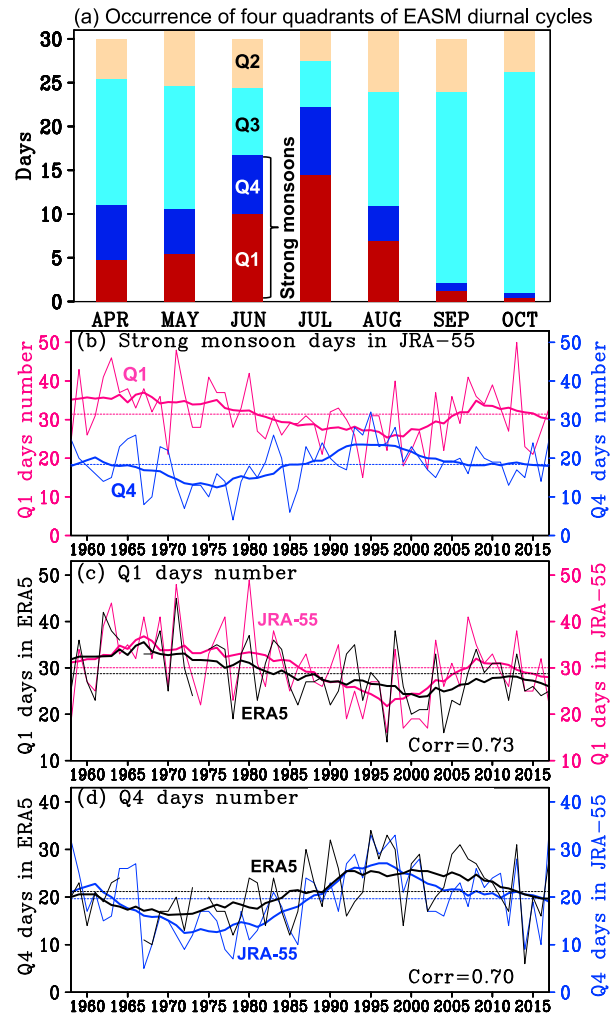 (a) Occurrence of four quadrants of EASM diurnal cycles
30
25
20
15
10
5
0
Days
Q2
Q3
Q4
Q1
Strong monsoons
APR MAY JUN JUL AUG SEP OCT
(b) Strong monsoon days in JRA-55
Q1 days number
50
40
30
20
10
0
Q1
Q4
50
40
30
20
10
0
Q4 days number
1960 1965 1970 1975 1980 1985 1990 1995 2000 2005 2010 2015
(c) Q1 days number
Q1 days in ERA5
50
40
30
20
10
JRA-55
ERA5
Corr=0.73
50
40
30
20
10
Q1 days in JRA-55
1960 1965 1970 1975 1980 1985 1990 1995 2000 2005 2010 2015
(d) Q4 days number
Q4 days in ERA5
40
30
20
10
0
ERA5
JRA-55
Corr=0.70
40
30
20
10
0
Q4 days in JRA-55
1960 1965 1970 1975 1980 1985 1990 1995 2000 2005 2010 2015